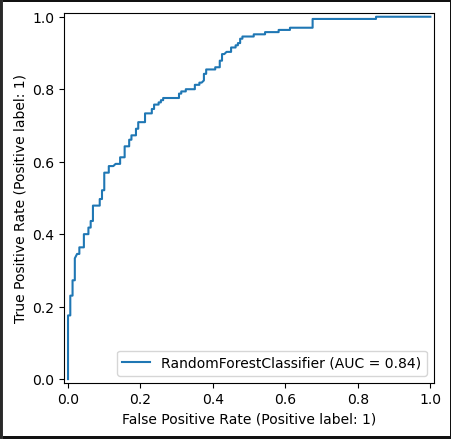 1.0
0.8
0.6
0.4
0.2
0.0
True Positive Rate (Positive label: 1)
RandomForestClassifier (AUC = 0.84)
0.0 0.2 0.4 0.6 0.8 1.0
False Positive Rate (Positive label: 1)